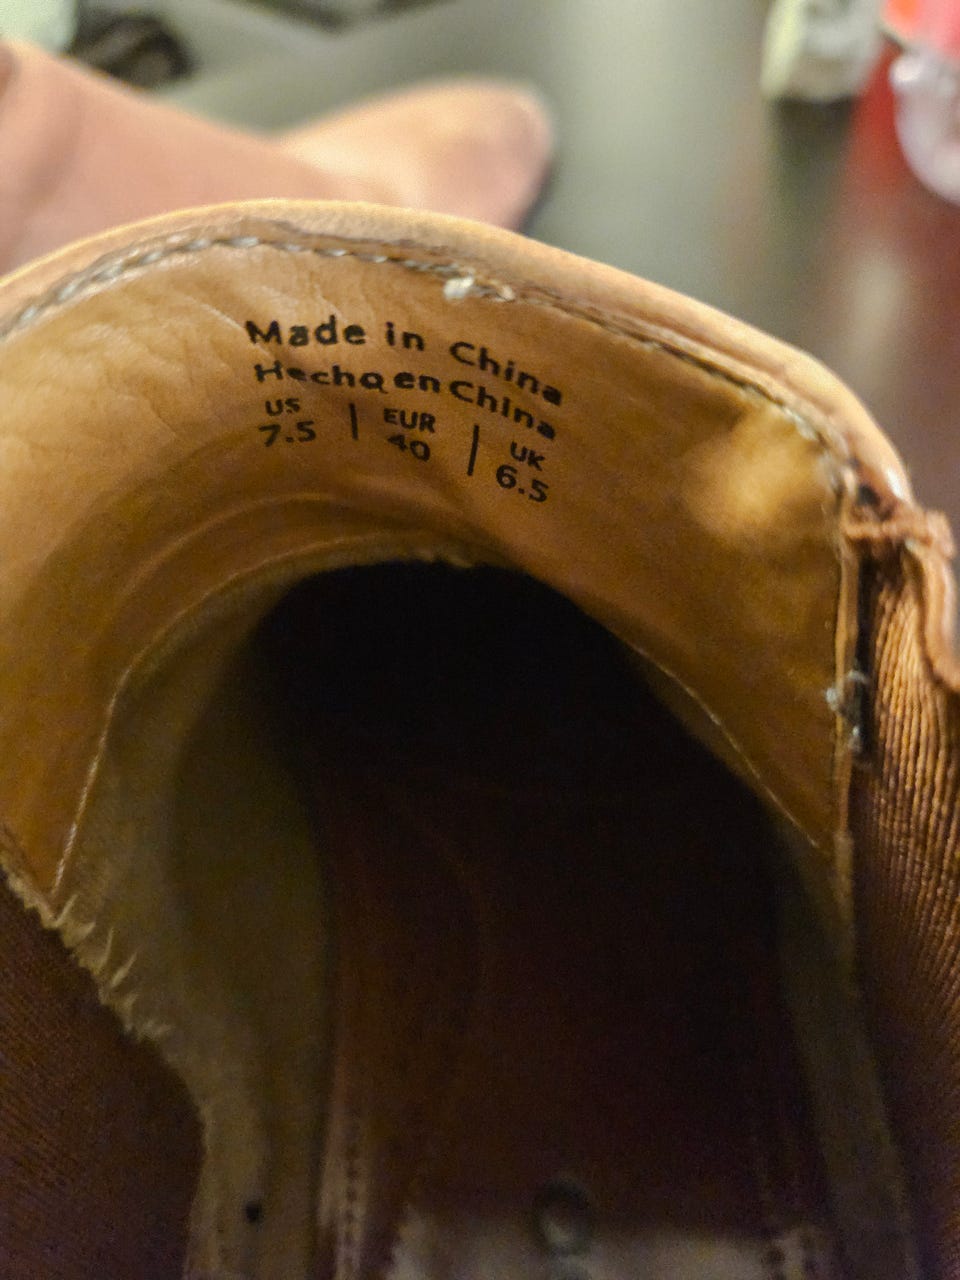 Made in China
Hecho en China
US | EUR | UK
7.5 40 6.5